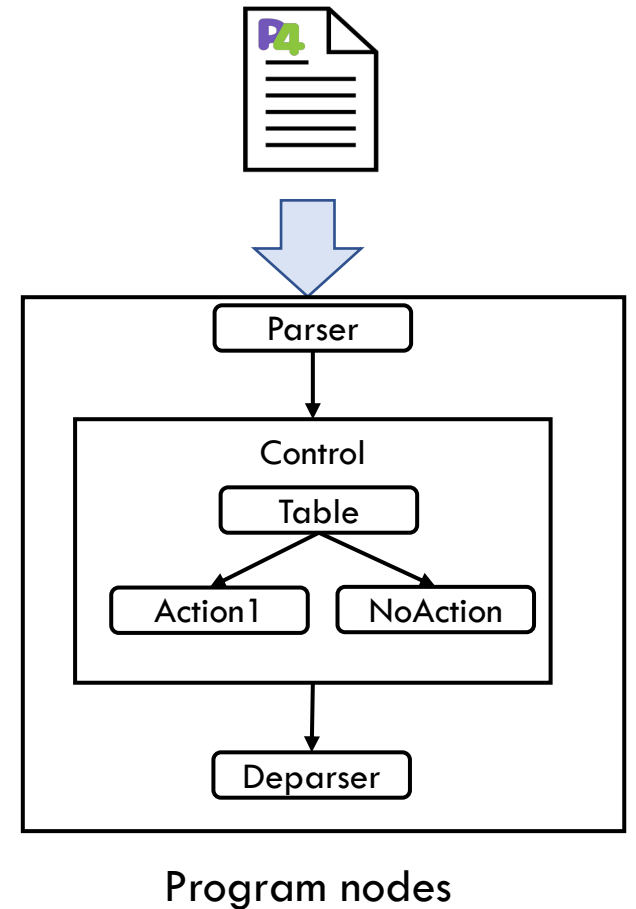 P4
Parser
Control
Table
Action1 NoAction
Deparser
Program nodes